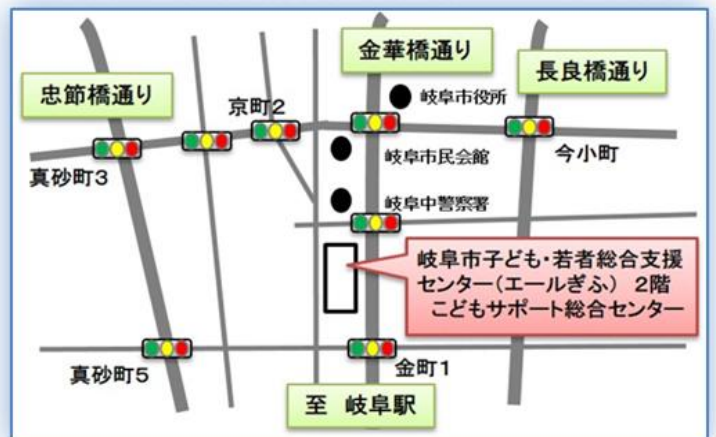 金華橋通り
長良橋通り
忠節橋通り
岐阜市役所
京町2
今小町
岐阜市民会館
真砂町3
岐阜中警察署
岐阜市子ども・若者総合支援
センター(エールぎふ) 2階
こどもサポート総合センター
真砂町5
金町1
至 岐阜駅